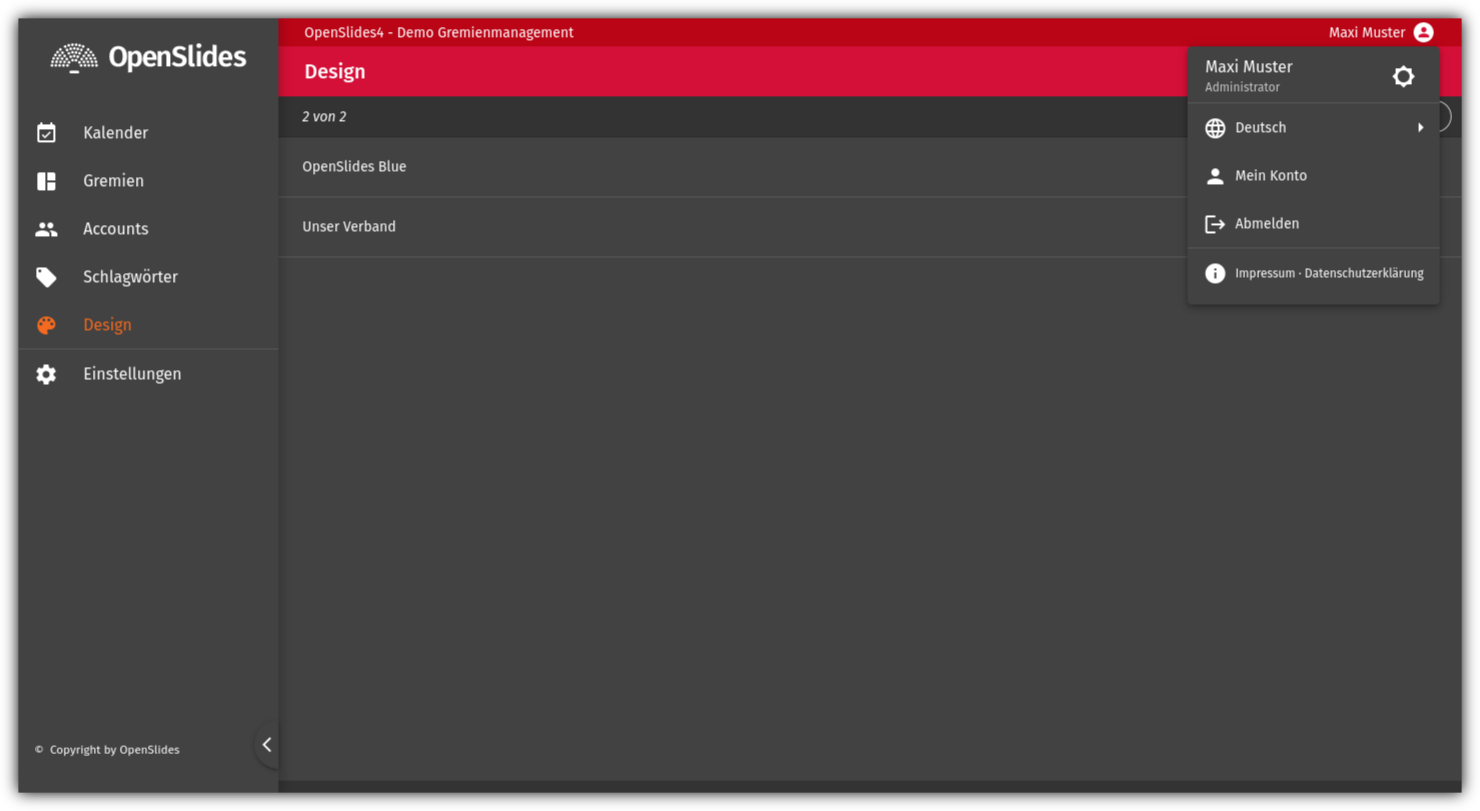 OpenSlides
Kalender
Gremien
Accounts
Schlagwörter
Design
Einstellungen
© Copyright by OpenSlides
OpenSlides4 - Demo Gremienmanagement
Maxi Muster
Design
2 von 2
OpenSlides Blue
Unser Verband
Maxi Muster
Administrator
Deutsch
Mein Konto
Abmelden
Impressum · Datenschutzerklärung